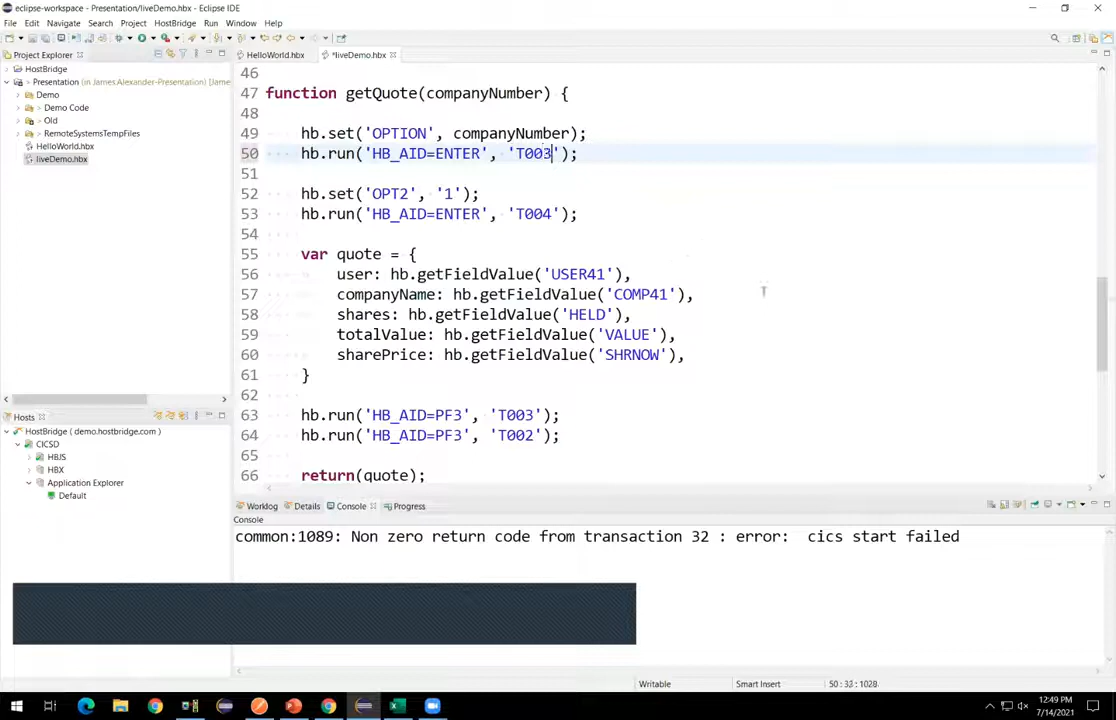 eclipse-workspace - Presentation/liveDemo.hbx - Eclipse IDE
File Edit Navigate Search Project HostBridge Run Window Help
Project Explorer
HelloWorld.hbx
*liveDemo.hbx
HostBridge
Presentation (in James Alexander-Presentation) [Jame
Demo
> Demo Code
> Old
> RemoteSystemsTempFiles
HelloWorld.hbx
liveDemo.hbx
46
47 function getQuote(companyNumber) {
48
49 hb.set('OPTION', companyNumber);
50 hb.run('HB_AID=ENTER', 'T003');
51
52 hb.set('OPT2', '1');
53 hb.run('HB_AID=ENTER', 'T004');
54
55 var quote = {
56 user: hb.getFieldValue('USER41'),
57 companyName: hb.getFieldValue('COMP41'),
58 shares: hb.getFieldValue('HELD'),
59 totalValue: hb.getFieldValue('VALUE'),
60 sharePrice: hb.getFieldValue('SHRNOW'),
61 }
62
63 hb.run('HB_AID=PF3', 'T003');
64 hb.run('HB_AID=PF3', 'T002');
65
66 return(quote);
Hosts
HostBridge ( demo.hostbridge.com )
CICSD
HBJS
HBX
Application Explorer
Default
Worklog Details Console Progress
Console
common:1089: Non zero return code from transaction 32 : error: cics start failed
Writable Smart Insert 50 : 33 : 1028
12:49 PM
7/14/2021